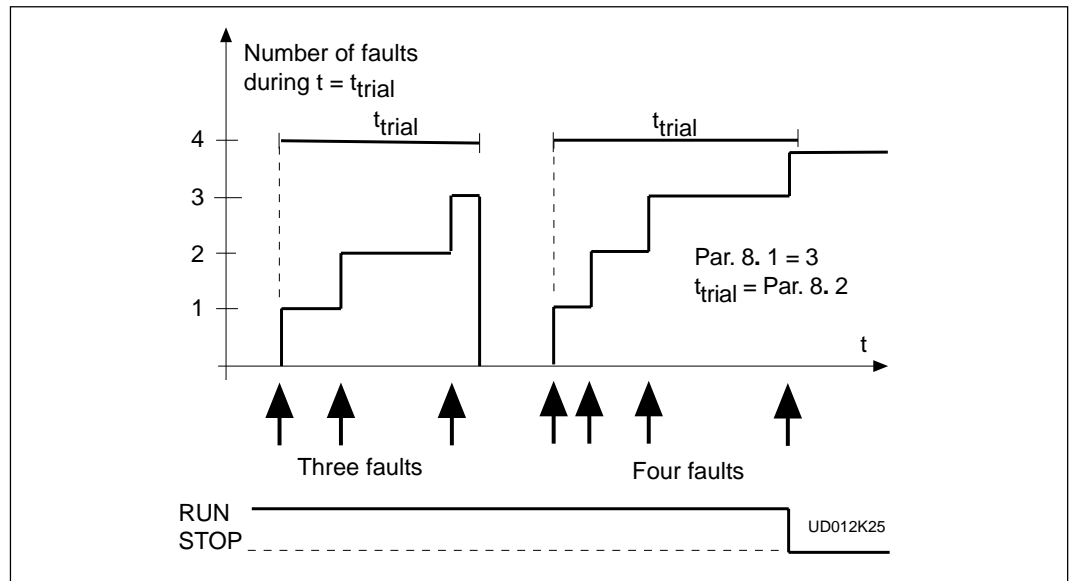 Number of faults
during t = ttrial
ttrial
ttrial
4
3
2
1
Par. 8. 1 = 3
ttrial = Par. 8. 2
t
Three faults
Four faults
RUN
STOP
UD012K25